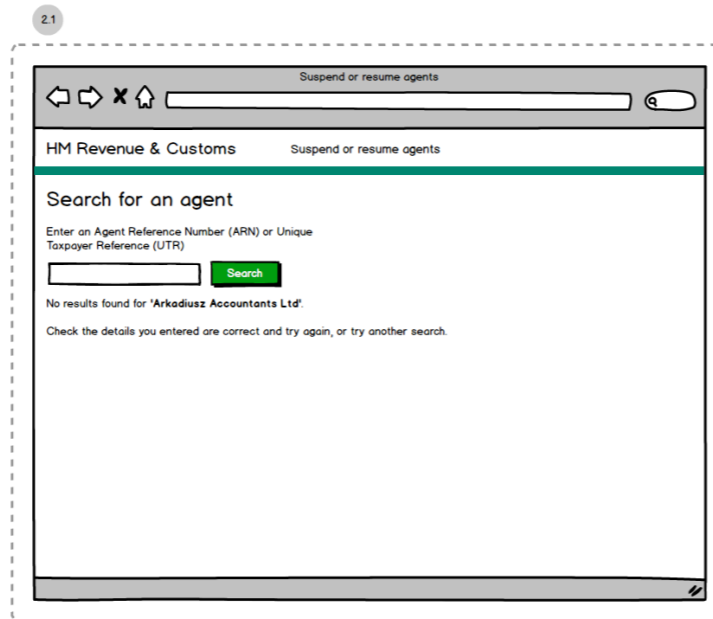 2.1
Suspend or resume agents
HM Revenue & Customs Suspend or resume agents
Search for an agent
Enter an Agent Reference Number (ARN) or Unique
Taxpayer Reference (UTR)
Search
No results found for 'Arkadiusz Accountants Ltd'.
Check the details you entered are correct and try again, or try another search.